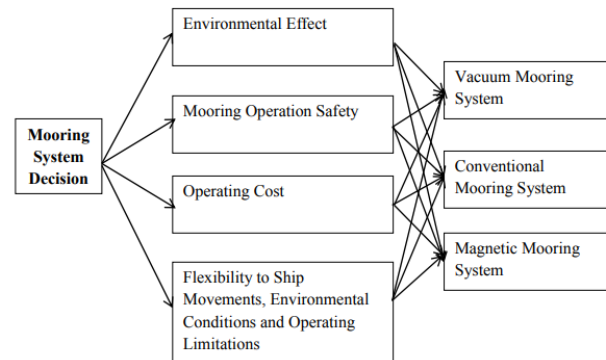 Mooring
System
Decision
Environmental Effect
Mooring Operation Safety
Operating Cost
Flexibility to Ship
Movements, Environmental
Conditions and Operating
Limitations
Vacuum Mooring
System
Conventional
Mooring System
Magnetic Mooring
System